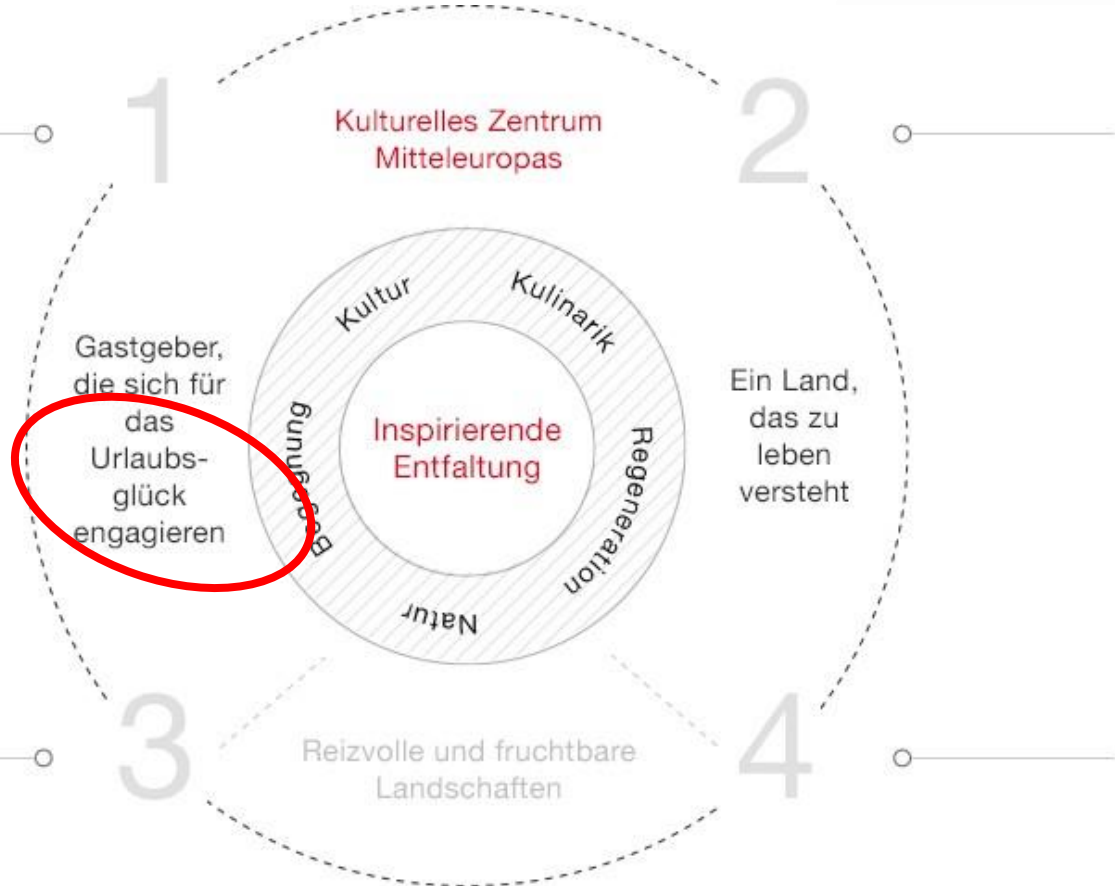 1
2
Kulturelles Zentrum
Mitteleuropas
Kultur
Kulinarik
Gastgeber,
die sich für
das
Urlaubs-
glück
engagieren
Begegnung
Inspirierende
Entfaltung
Regeneration
Ein Land,
das zu
leben
versteht
Natur
3
4
Reizvolle und fruchtbare
Landschaften